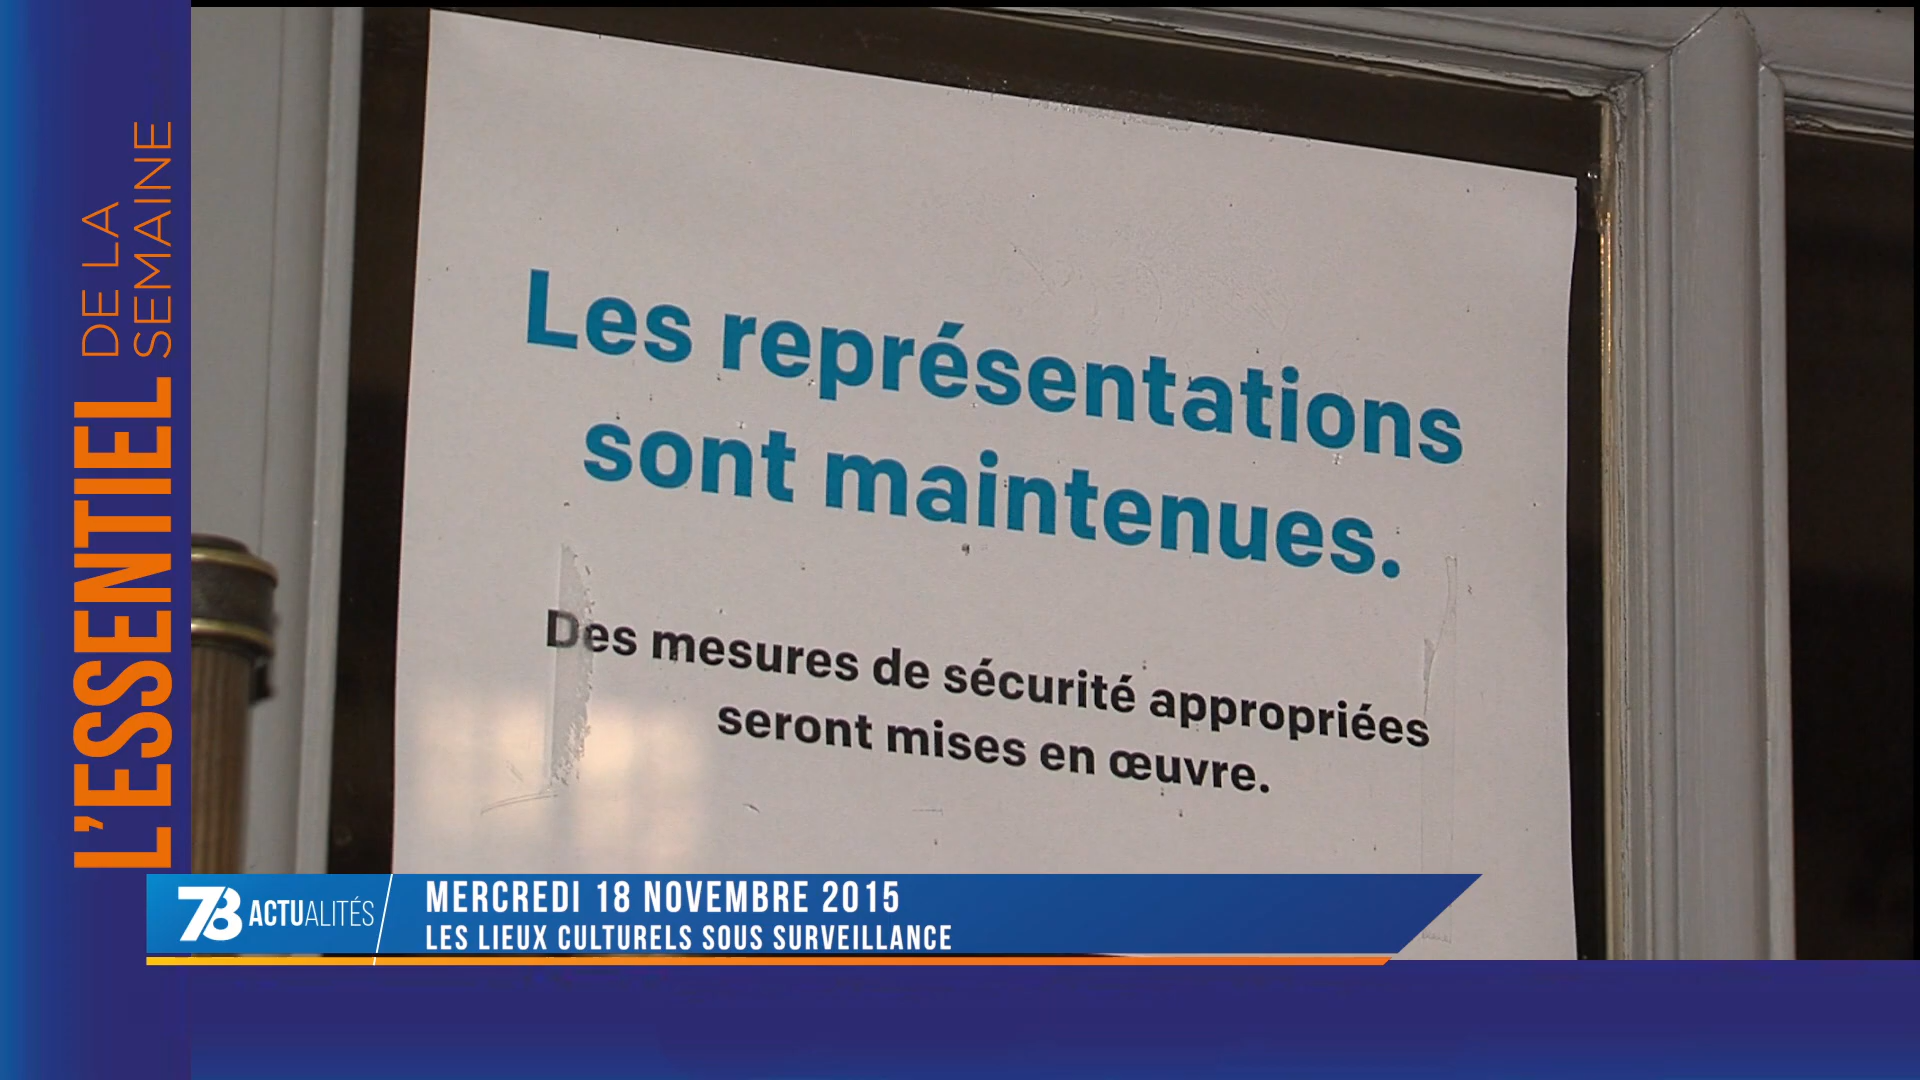 L'ESSENTIEL DE LA
SEMAINE
Les représentations
sont maintenues.
Des mesures de sécurité appropriées
seront mises en œuvre.
78 ACTUALITÉS
MERCREDI 18 NOVEMBRE 2015
LES LIEUX CULTURELS SOUS SURVEILLANCE